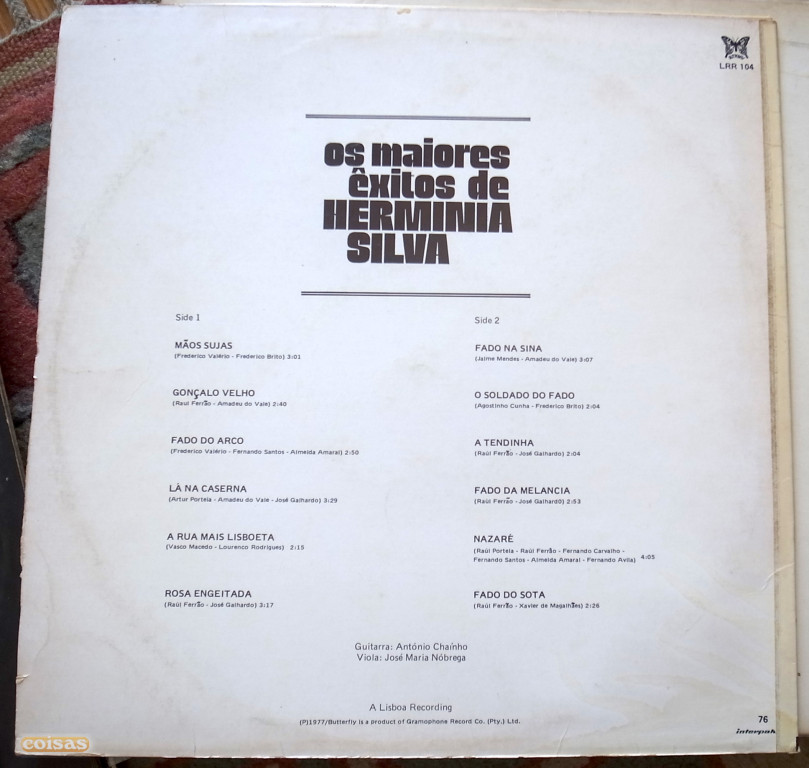 LRR 104
os maiores
êxitos de
HERMINIA
SILVA
Side 1
MÃOS SUJAS
(Frederico Valério - Frederico Brito) 3:01
GONÇALO VELHO
(Raul Ferrão - Amadeu do Vale) 2:40
FADO DO ARCO
(Frederico Valério - Fernando Santos - Almeida Amaral) 2:50
LÀ NA CASERNA
(Artur Portela - Amadeu do Vale - José Galhardo) 3:29
A RUA MAIS LISBOETA
(Vasco Macedo - Lourenco Rodrigues) 2:15
ROSA ENGEITADA
(Raúl Ferrão - José Galhardo) 3:17
Side 2
FADO NA SINA
(Jaime Mendes - Amadeu do Vale) 3:07
O SOLDADO DO FADO
(Agostinho Cunha - Frederico Brito) 2:04
A TENDINHA
(Raúl Ferrão - José Galhardo) 2:04
FADO DA MELANCIA
(Raúl Ferrão - José Galhardo) 2:53
NAZARÉ
(Raúl Portela - Raúl Ferrão - Fernando Carvalho -
Fernando Santos - Almeida Amaral - Fernando Avila) 4:05
FADO DO SOTA
(Raúl Ferrão - Xavier de Magalhães) 2:26
Guitarra: António Chaínho
Viola: José Maria Nóbrega
A Lisboa Recording
(P)1977/Butterfly is a product of Gramophone Record Co. (Pty.) Ltd.
76
interpak
coisas